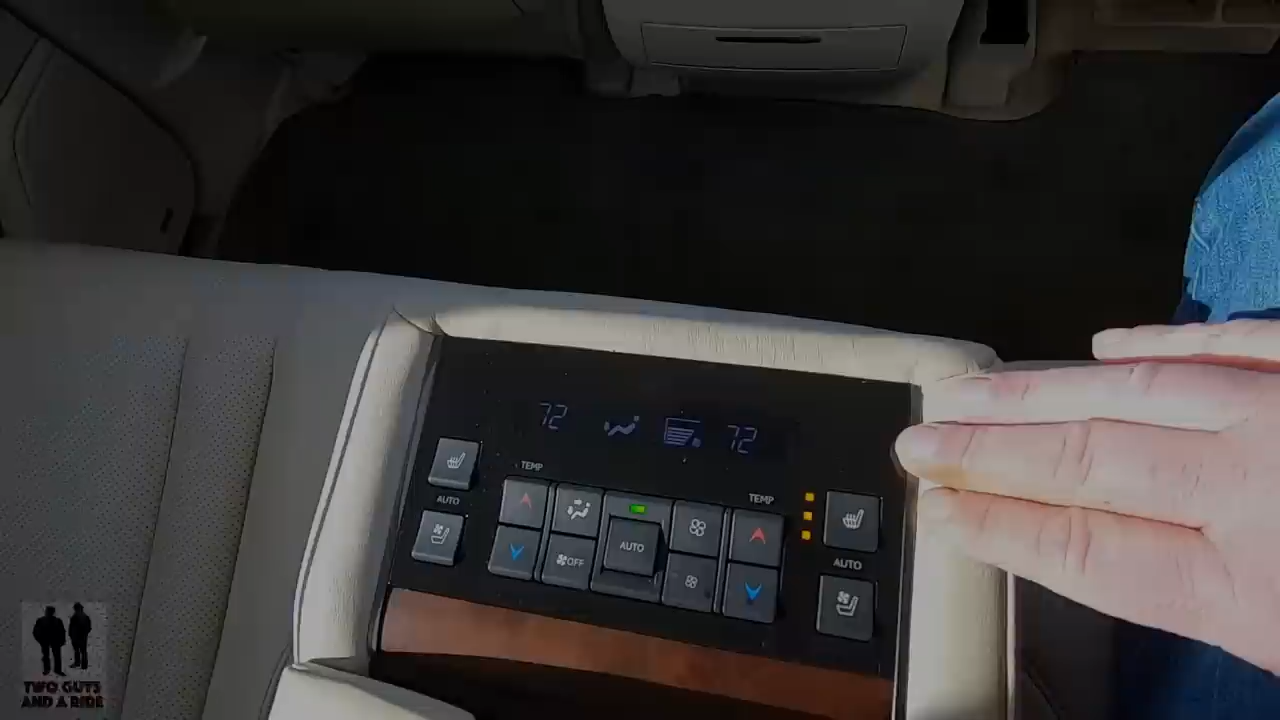 72 72
TEMP
TEMP
AUTO
AUTO
OFF
AUTO
TWO GUYS
AND A RIDE